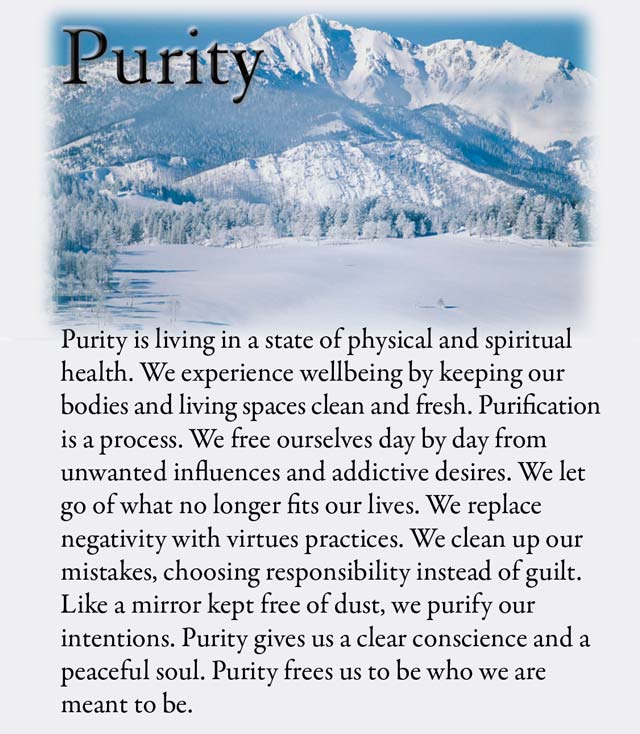 Purity
Purity is living in a state of physical and spiritual
health. We experience wellbeing by keeping our
bodies and living spaces clean and fresh. Purification
is a process. We free ourselves day by day from
unwanted influences and addictive desires. We let
go of what no longer fits our lives. We replace
negativity with virtues practices. We clean up our
mistakes, choosing responsibility instead of guilt.
Like a mirror kept free of dust, we purify our
intentions. Purity gives us a clear conscience and a
peaceful soul. Purity frees us to be who we are
meant to be.